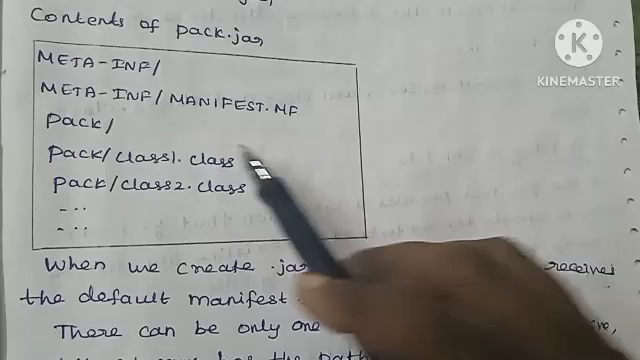 Contents of pack.jar
META-INF/
META-INF/MANIFEST.MF
Pack/
Pack/class1.class
Pack/class2.class
...
...
When we create .jar receives
the default manifest
There can be only one
KINEMASTER